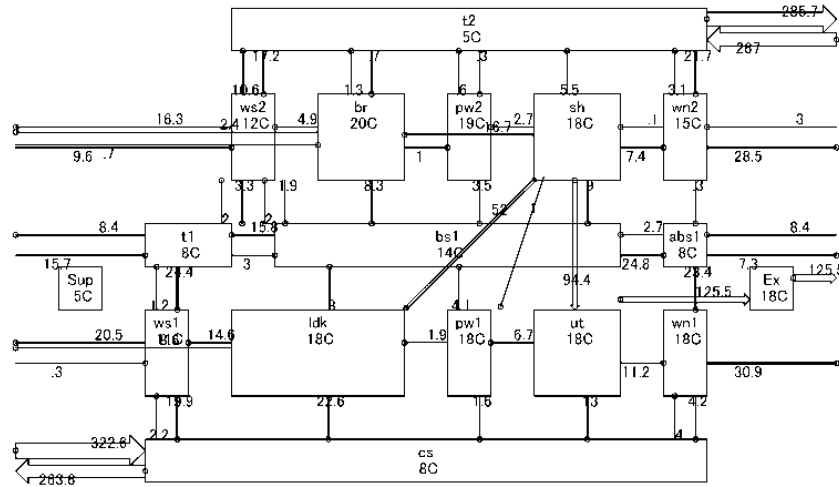 t2
5C
285.7
267
17.2
.7
.3
21.7
10.6
1.3
.6
5.5
3.1
ws2
12C
br
20C
pw2
19C
sh
18C
wn2
15C
16.3
2.4
4.9
2.7
6.7
.1
3
9.6
.7
1
7.4
28.5
3.3
1.9
8.3
3.5
9
.3
.2
.2
52
.1
8.4
t1
8C
15.8
bs1
14C
2.7
abs1
8C
8.4
15.7
3
24.8
7.3
24.4
94.4
23.4
Sup
5C
Ex
18C
125.5
125.5
1.2
3
4.1
ws1
ldk
18C
pw1
18C
ut
18C
wn1
18C
20.5
14.6
1.9
6.7
.3
11.2
30.9
19.9
22.6
1.6
13
4.2
2.2
.4
322.6
cs
8C
263.6